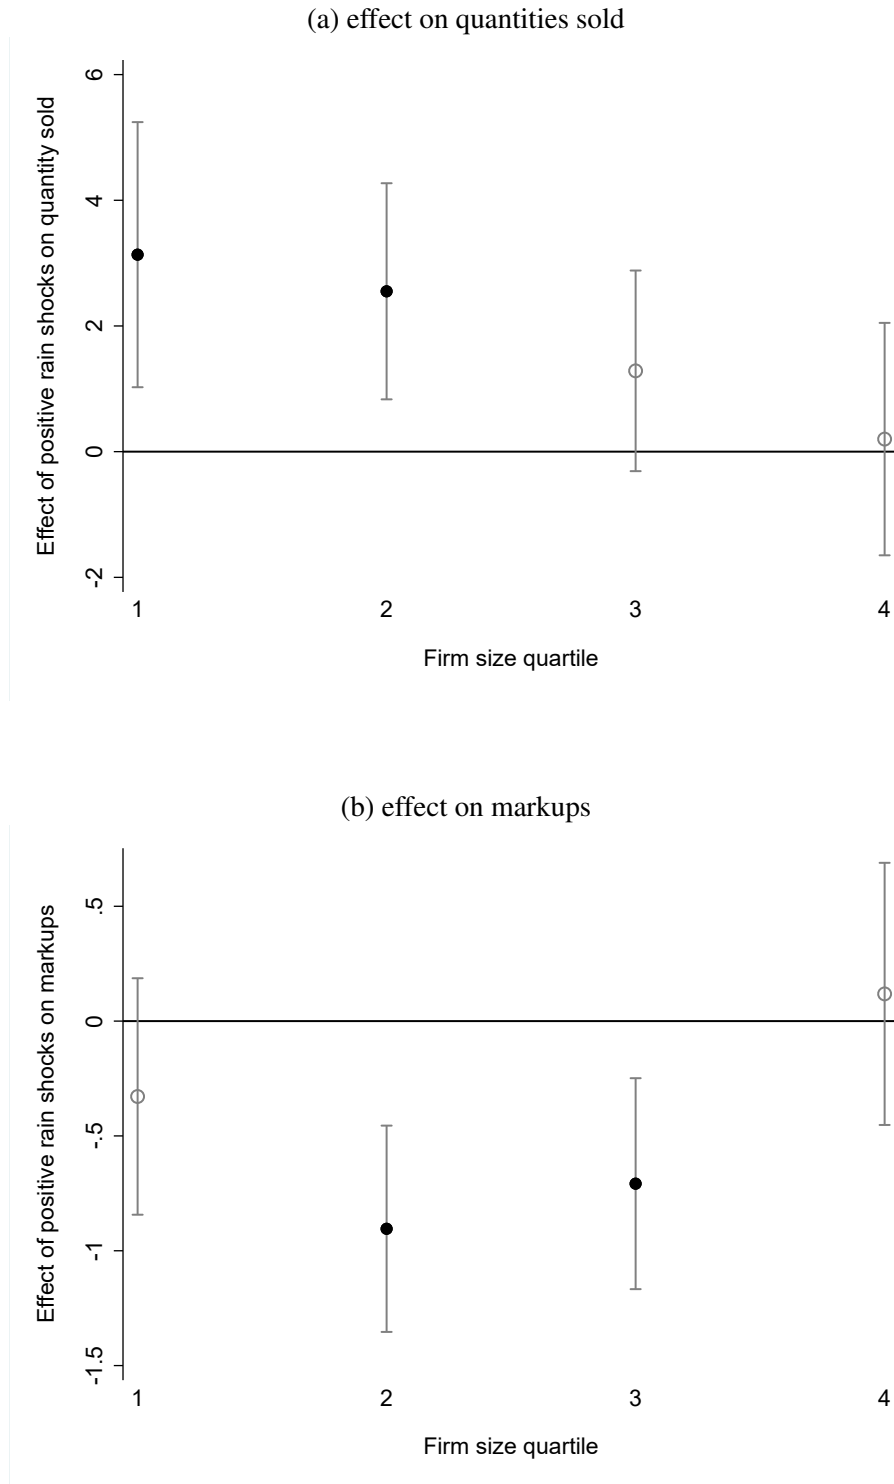 (a) effect on quantities sold
Effect of positive rain shocks on quantity sold
6
4
2
0
-2
1 2 3 4
Firm size quartile
(b) effect on markups
Effect of positive rain shocks on markups
.5
0
-.5
-1
-1.5
1 2 3 4
Firm size quartile